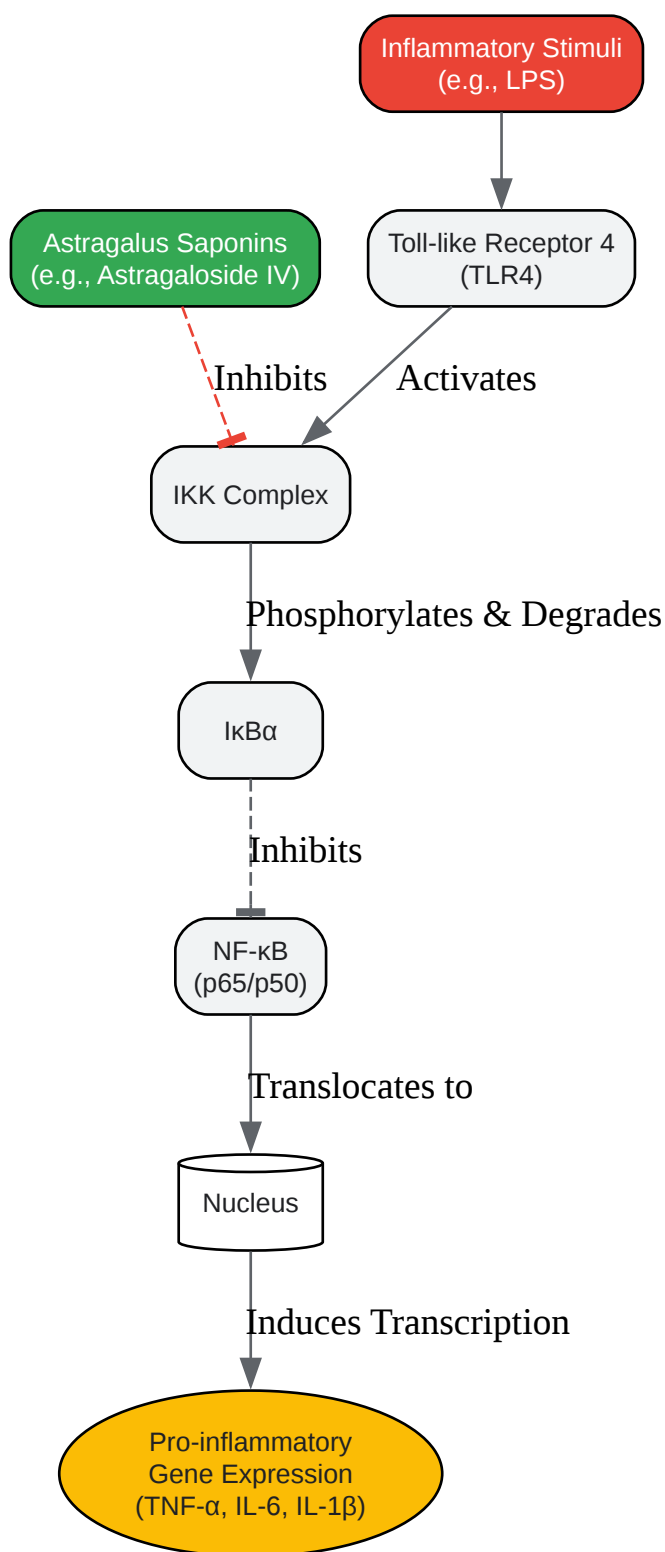 Inflammatory Stimuli
(e.g., LPS)
Astragalus Saponins
(e.g., Astragaloside IV)
Toll-like Receptor 4
(TLR4)
Inhibits
Activates
IKK Complex
Phosphorylates & Degrades
IκBα
Inhibits
NF-κB
(p65/p50)
Translocates to
Nucleus
Induces Transcription
Pro-inflammatory
Gene Expression
(TNF-α, IL-6, IL-1β)